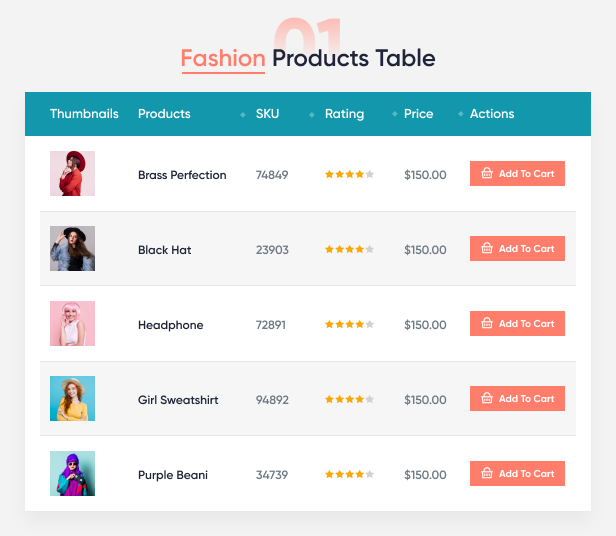 01
Fashion Products Table
Thumbnails Products SKU Rating Price Actions
Brass Perfection 74849 $150.00 Add To Cart
Black Hat 23903 $150.00 Add To Cart
Headphone 72891 $150.00 Add To Cart
Girl Sweatshirt 94892 $150.00 Add To Cart
Purple Beani 34739 $150.00 Add To Cart